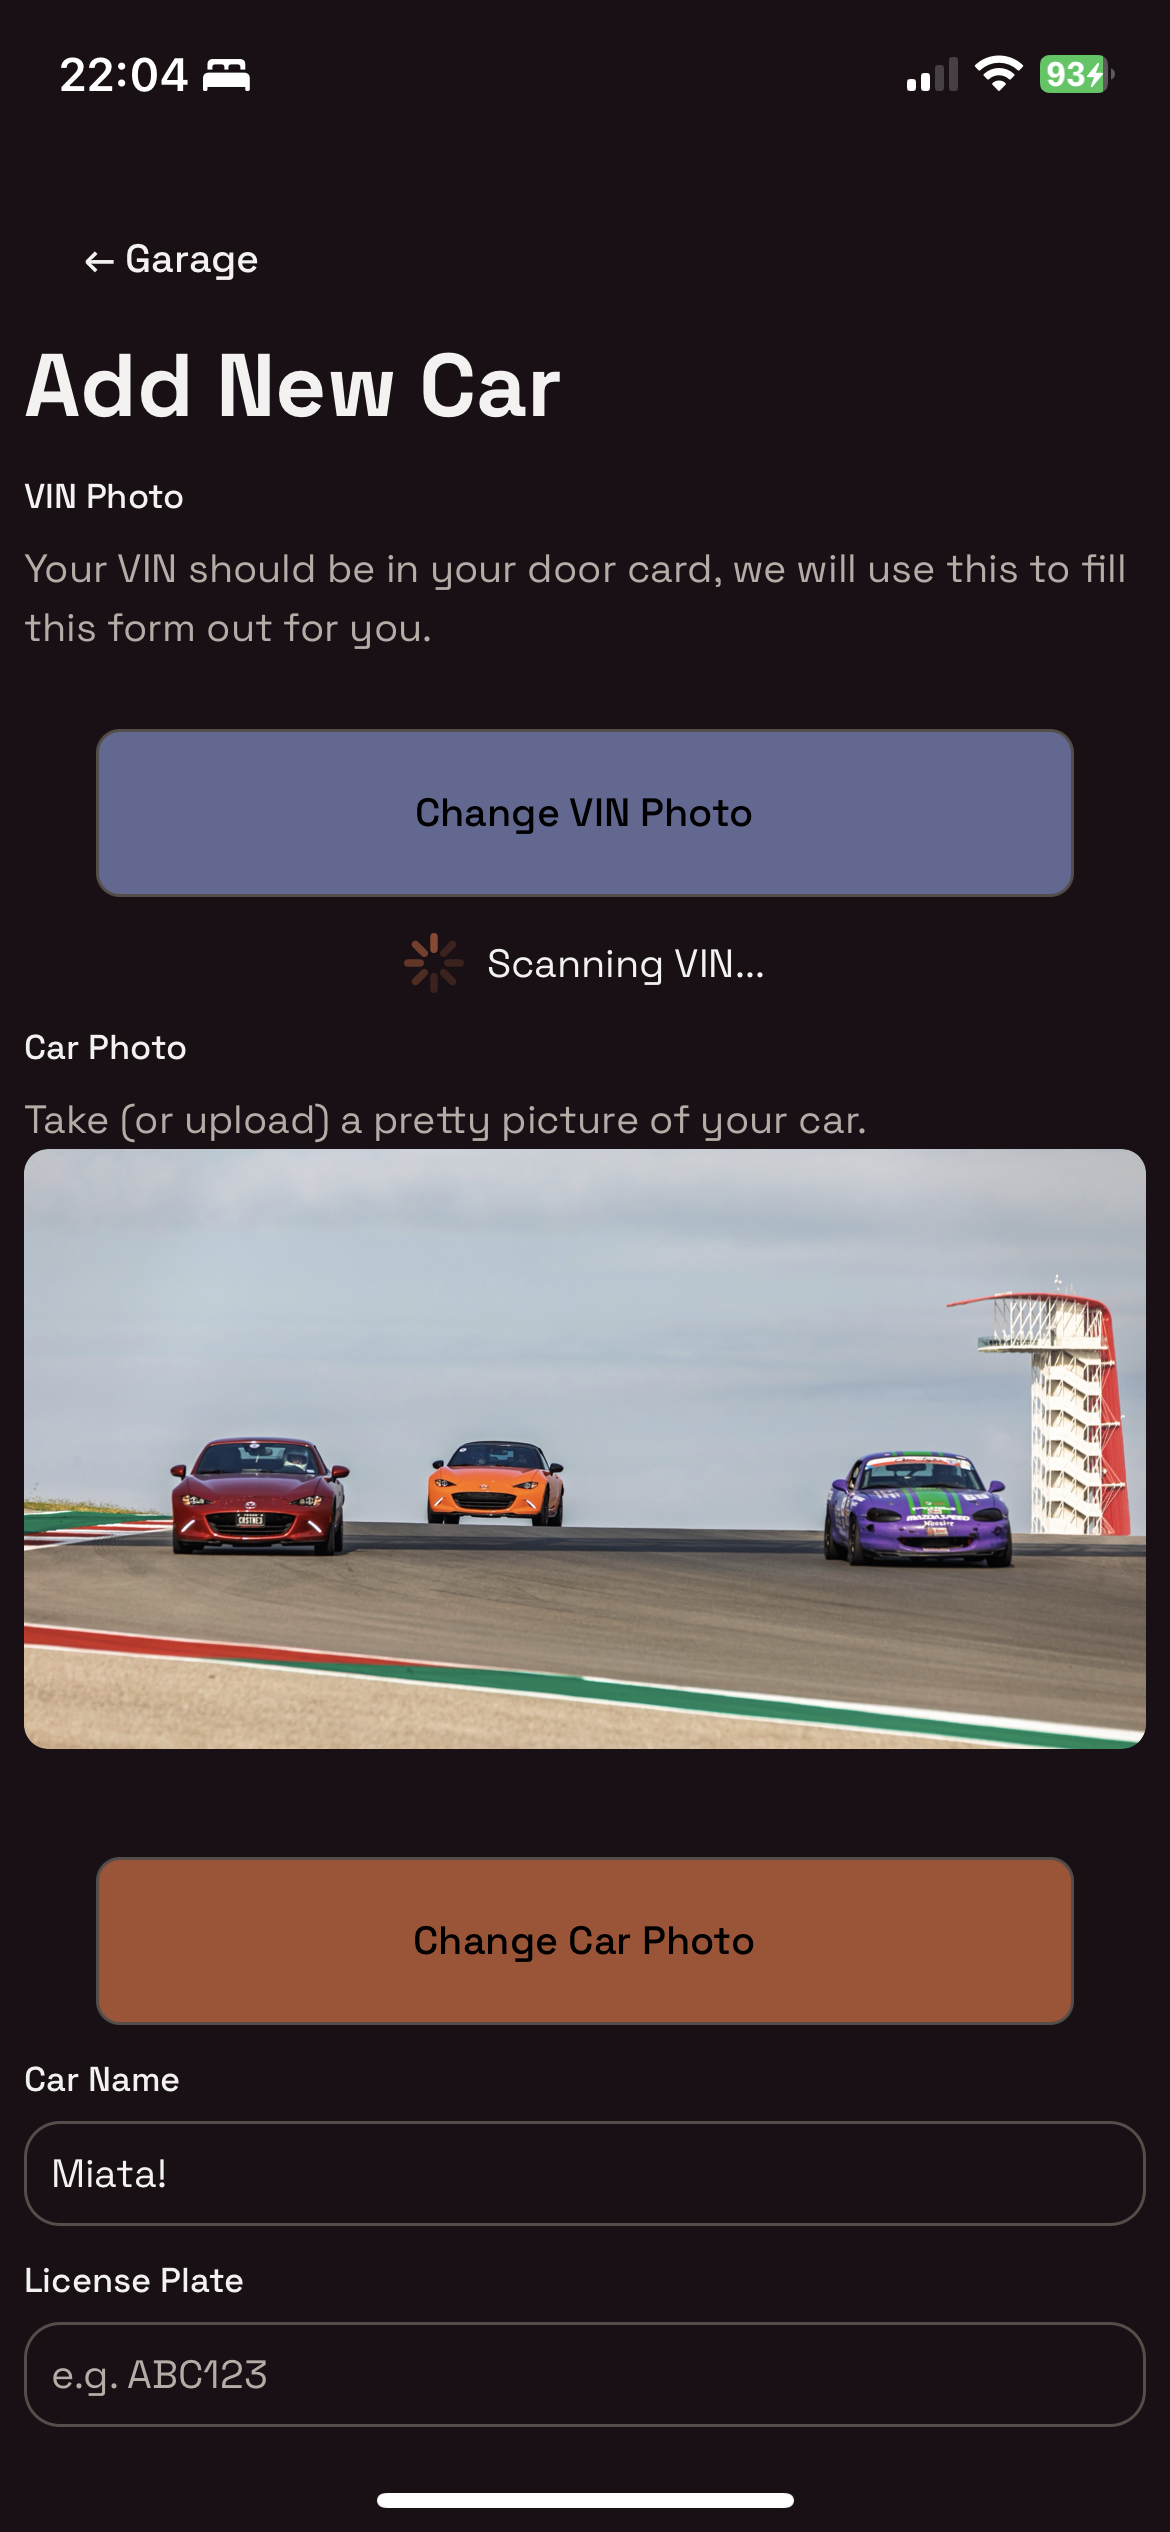 22:04
93
← Garage
Add New Car
VIN Photo
Your VIN should be in your door card, we will use this to fill
this form out for you.
Change VIN Photo
Scanning VIN...
Car Photo
Take (or upload) a pretty picture of your car.
MAZDASPEED
Hoosier
Change Car Photo
Car Name
Miata!
License Plate
e.g. ABC123